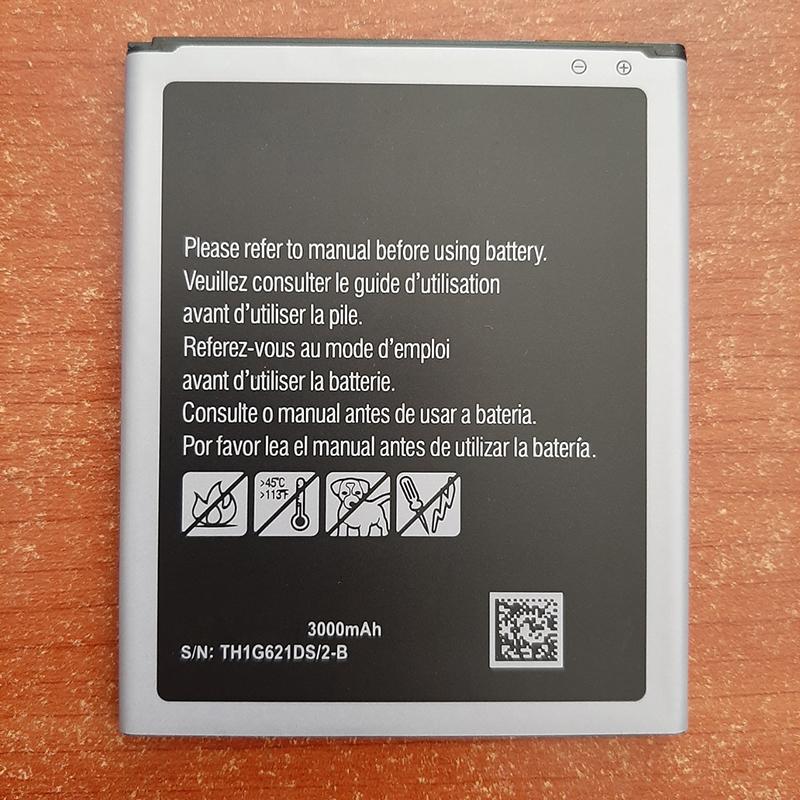 Please refer to manual before using battery.
Veuillez consulter le guide d'utilisation
avant d'utiliser la pile.
Referez-vous au mode d'emploi
avant d'utiliser la batterie.
Consulte o manual antes de usar a bateria.
Por favor lea el manual antes de utilizar la batería.
>45°C
>113°F
3000mAh
S/N: TH1G621DS/2-B